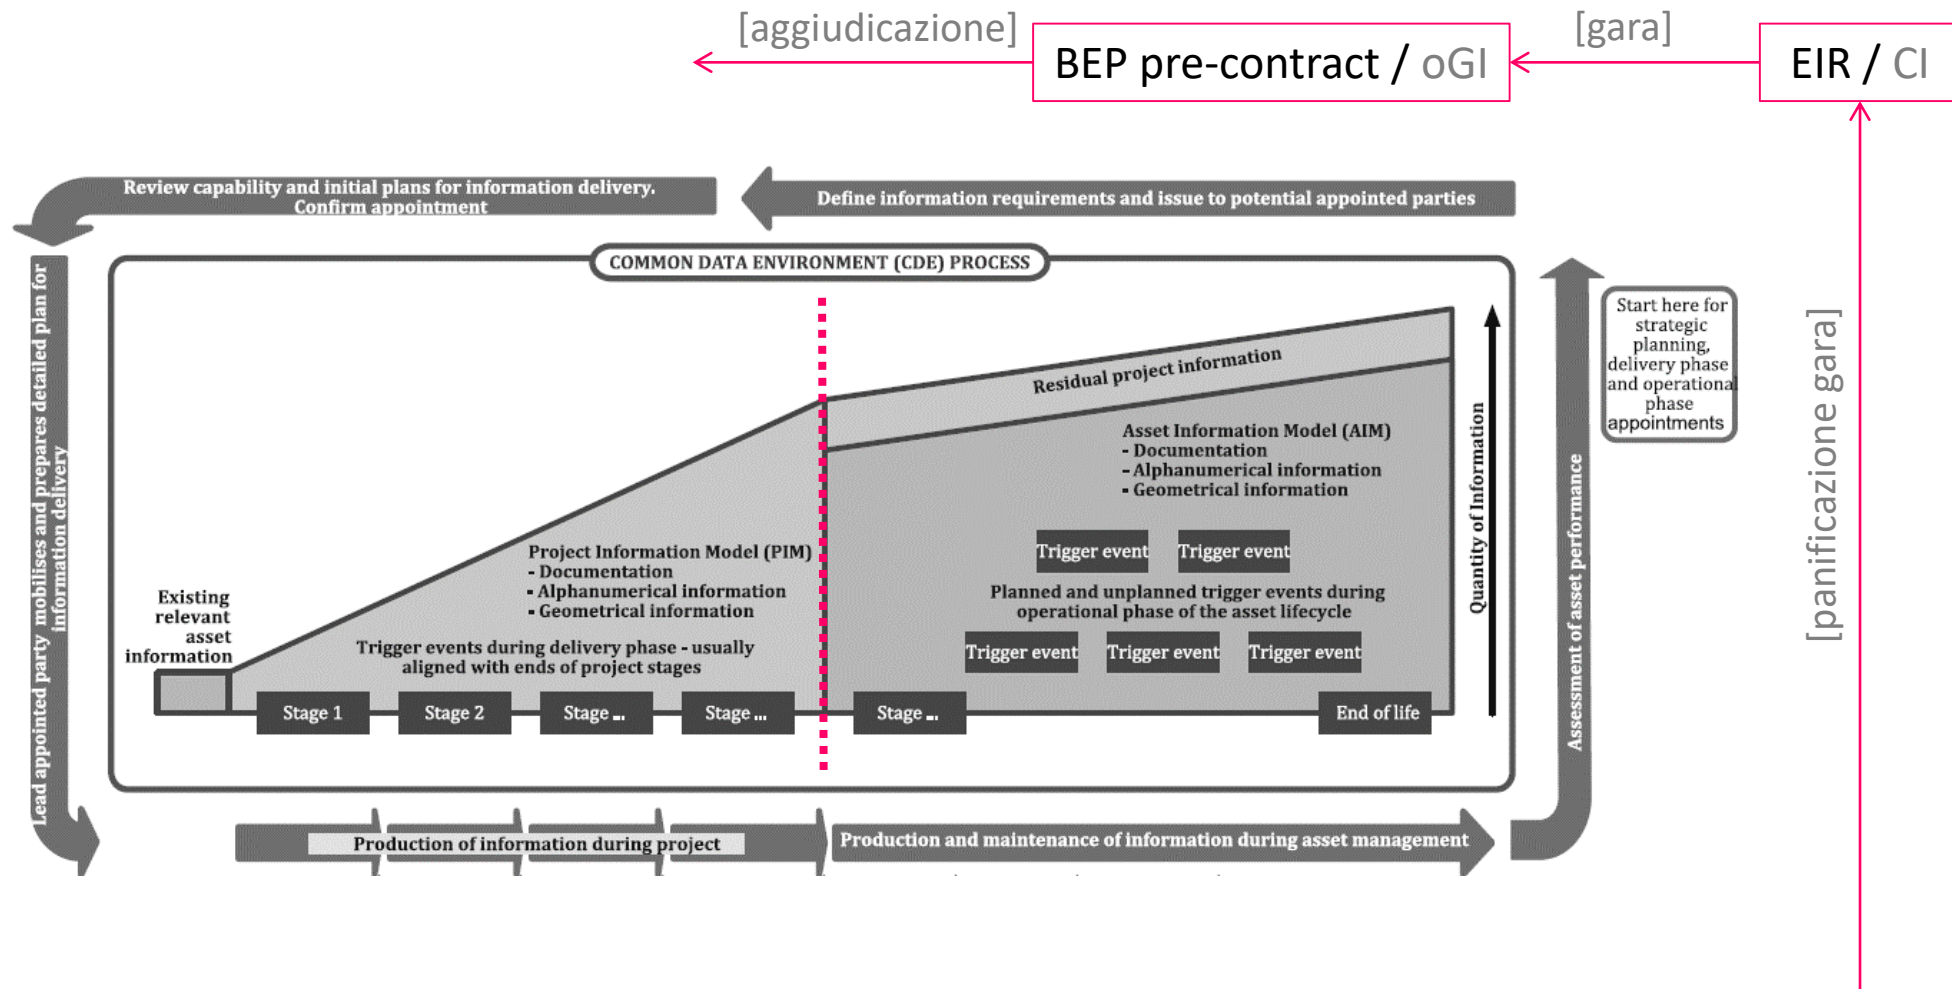 [aggiudicazione]
[gara]
BEP pre-contract / oGI
EIR / CI
Review capability and initial plans for information delivery.
Confirm appointment
Define information requirements and issue to potential appointed parties
COMMON DATA ENVIRONMENT (CDE) PROCESS
Lead appointed party mobilises and prepares detailed plan for
information delivery
Start here for
strategic
planning,
delivery phase
and operational
phase
appointments
[panificazione gara]
Residual project information
Quantity of Information
Asset Information Model (AIM)
- Documentation
- Alphanumerical information
- Geometrical information
Assessment of asset performance
Project Information Model (PIM)
- Documentation
- Alphanumerical information
- Geometrical information
Trigger event
Trigger event
Planned and unplanned trigger events during
operational phase of the asset lifecycle
Existing
relevant
asset
information
Trigger events during delivery phase - usually
aligned with ends of project stages
Trigger event
Trigger event
Trigger event
Stage 1
Stage 2
Stage ...
Stage ...
Stage ...
End of life
Production of information during project
Production and maintenance of information during asset management